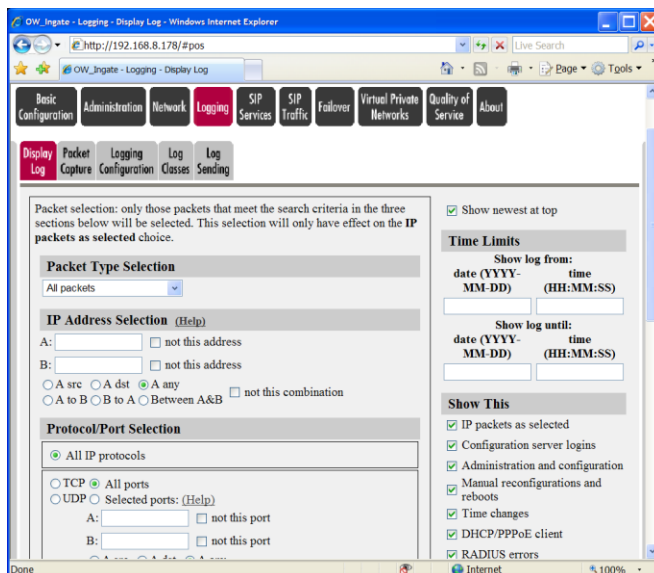 OW_Ingate - Logging - Display Log - Windows Internet Explorer
http://192.168.8.178/#pos
Live Search
OW_Ingate - Logging - Display Log
Page
Tools
Basic Configuration
Administration
Network
Logging
SIP Services
SIP Traffic
Failover
Virtual Private Networks
Quality of Service
About
Display Log
Packet Capture
Logging Configuration
Log Classes
Log Sending
Packet selection: only those packets that meet the search criteria in the three
sections below will be selected. This selection will only have effect on the IP
packets as selected choice.
Packet Type Selection
All packets
IP Address Selection (Help)
A: not this address
B: not this address
A src A dst A any
A to B B to A Between A&B not this combination
Protocol/Port Selection
All IP protocols
TCP All ports
UDP Selected ports: (Help)
A: not this port
B: not this port
A src A dst A any
Show newest at top
Time Limits
Show log from:
date (YYYY-MM-DD) time (HH:MM:SS)
Show log until:
date (YYYY-MM-DD) time (HH:MM:SS)
Show This
IP packets as selected
Configuration server logins
Administration and configuration
Manual reconfigurations and
reboots
Time changes
DHCP/PPPoE client
RADIUS errors
Done
Internet
100%